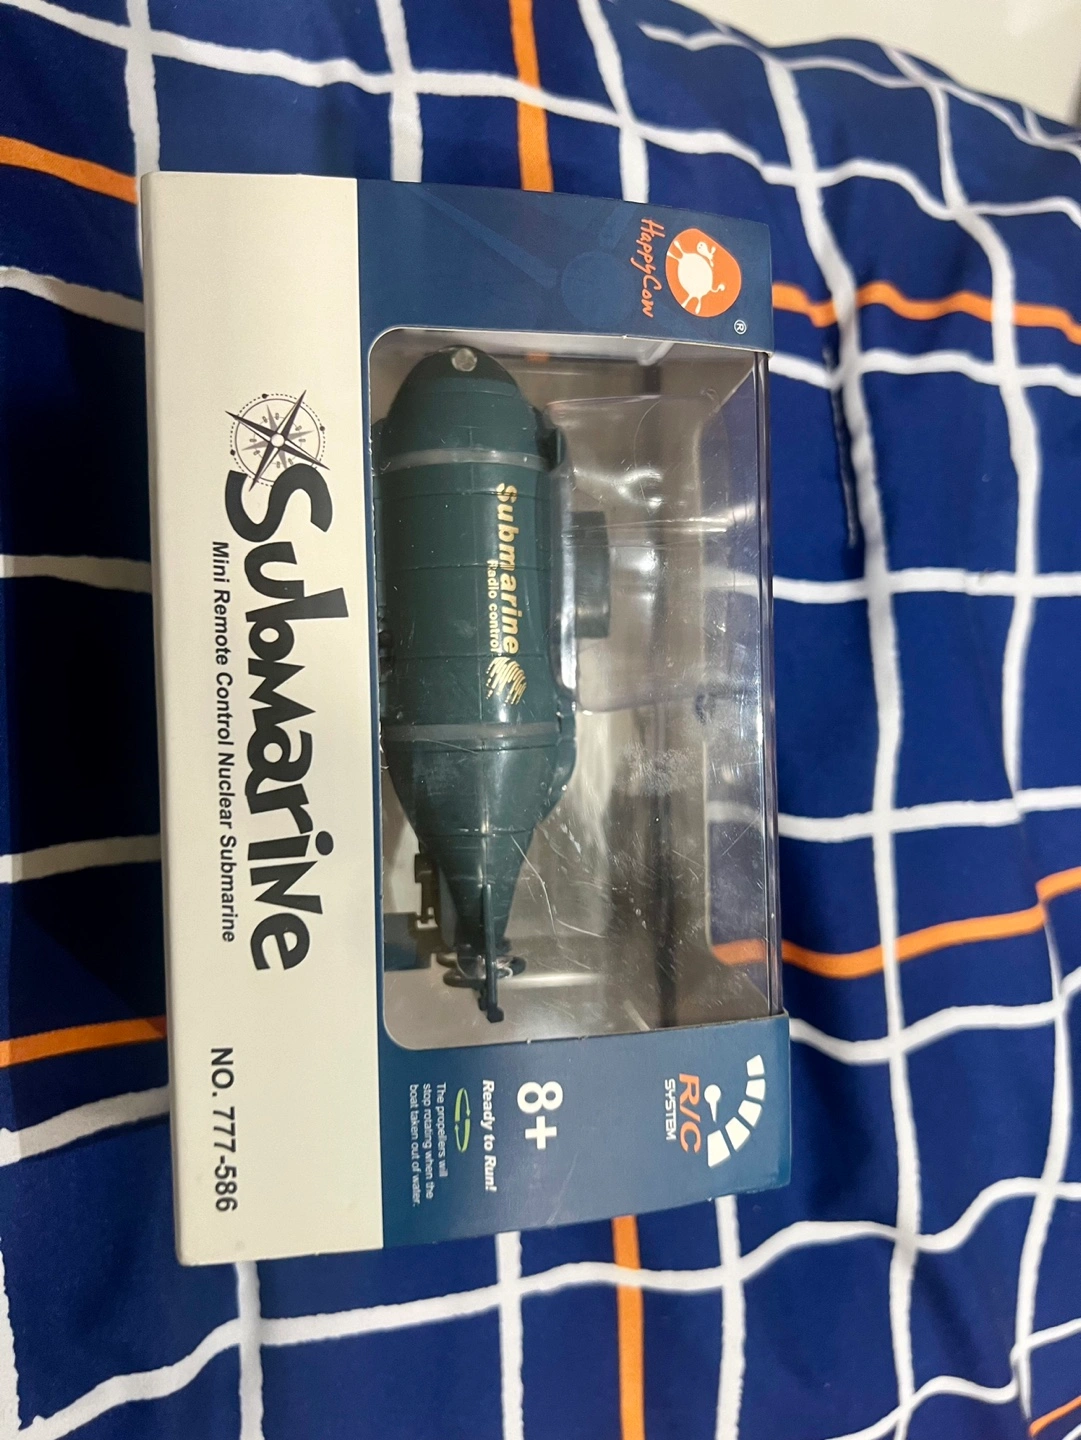 HappyCow
®
Submarine
Radio control
R/C
SYSTEM
8+
Ready to Run!
The propellers will
stop rotating when the
boat taken out of water.
SUBMARINE
Mini Remote Control Nuclear Submarine
NO. 777-586